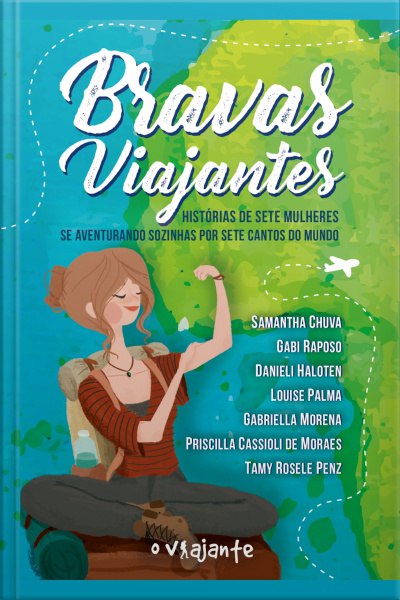 Bravas
Viajantes
HISTÓRIAS DE SETE MULHERES
SE AVENTURANDO SOZINHAS POR SETE CANTOS DO MUNDO
SAMANTHA CHUVA
GABI RAPOSO
DANIELI HALOTEN
LOUISE PALMA
GABRIELLA MORENA
PRISCILLA CASSIOLI DE MORAES
TAMY ROSELE PENZ
O VIAJANTE